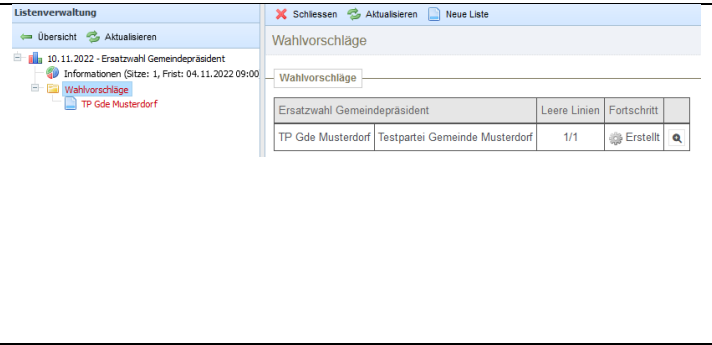 Listenverwaltung
Übersicht Aktualisieren
10.11.2022 - Ersatzwahl Gemeindepräsident
Informationen (Sitze: 1, Frist: 04.11.2022 09:00
Wahlvorschläge
TP Gde Musterdorf
Schliessen Aktualisieren Neue Liste
Wahlvorschläge
Wahlvorschläge
Ersatzwahl Gemeindepräsident Leere Linien Fortschritt
TP Gde Musterdorf Testpartei Gemeinde Musterdorf 1/1 Erstellt